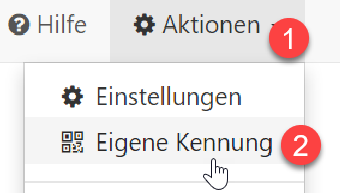 Hilfe Aktionen 1
Einstellungen
Eigene Kennung 2